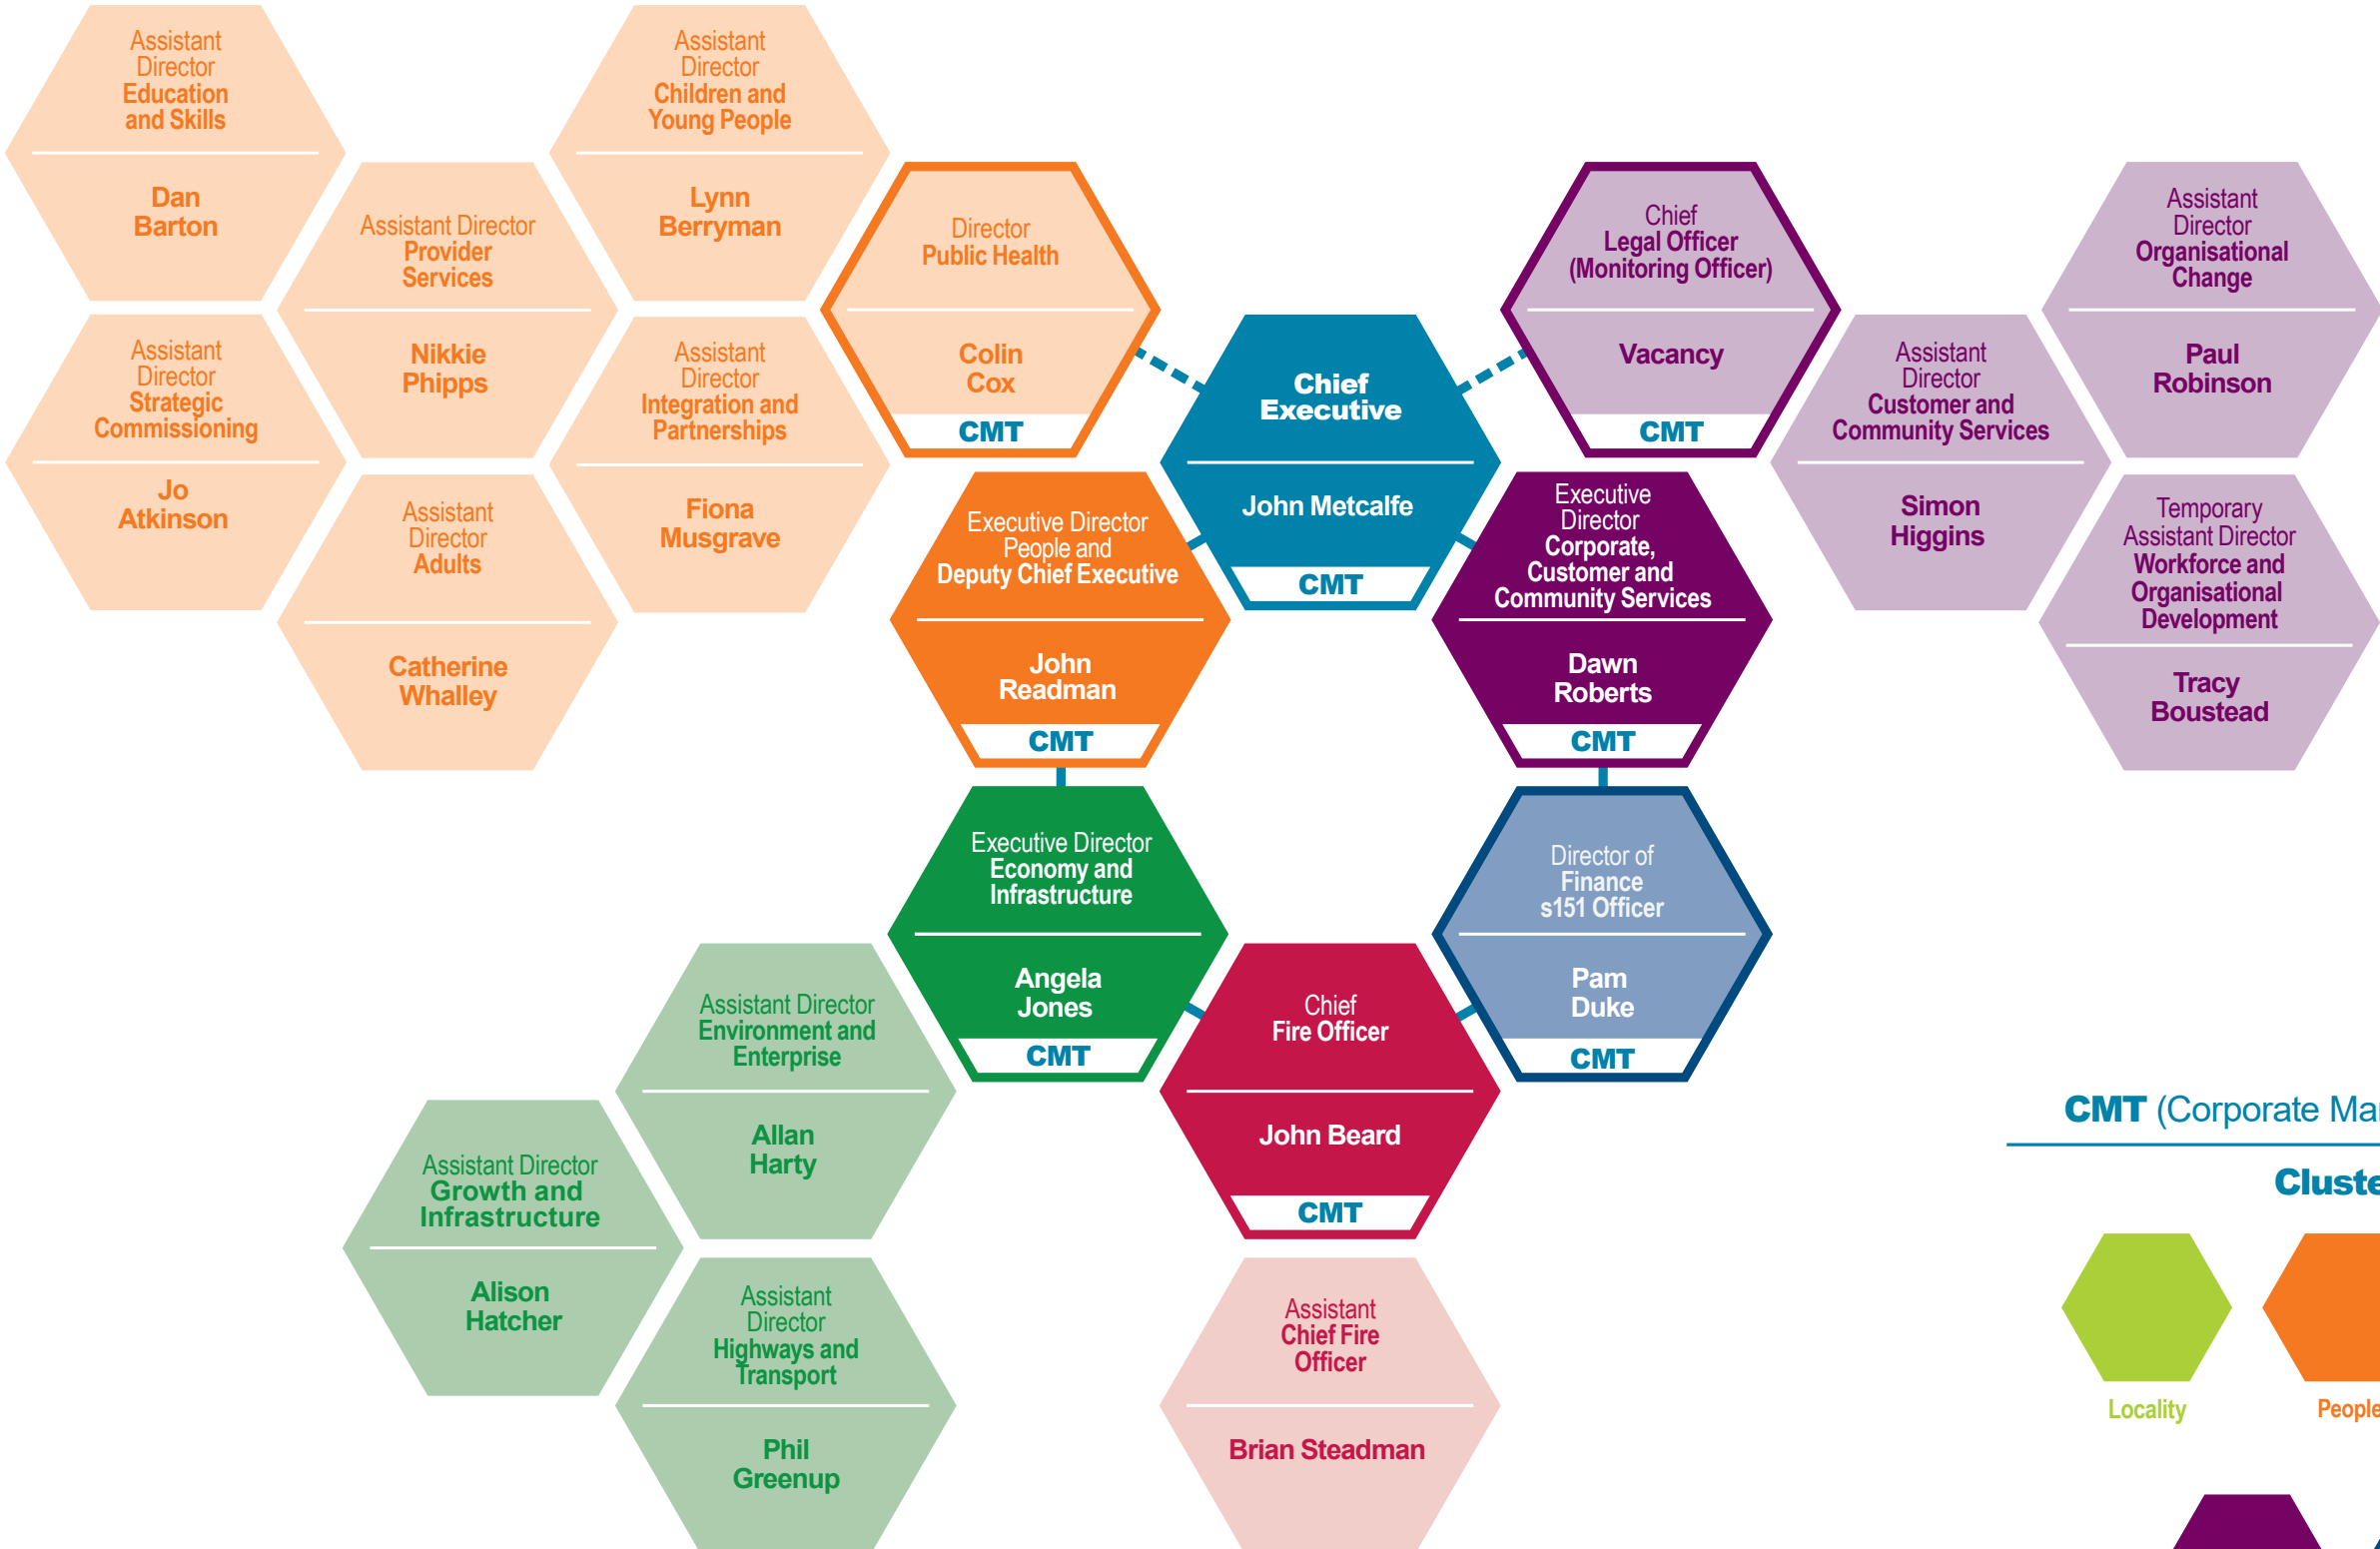 Assistant
Director
Education
and Skills
Dan
Barton
Assistant
Director
Children and
Young People
Lynn
Berryman
Assistant Director
Provider
Services
Nikkie
Phipps
Director
Public Health
Colin
Cox
CMT
Chief
Legal Officer
(Monitoring Officer)
Vacancy
CMT
Assistant
Director
Organisational
Change
Paul
Robinson
Assistant
Director
Strategic
Commissioning
Jo
Atkinson
Assistant
Director
Integration and
Partnerships
Fiona
Musgrave
Chief
Executive
John Metcalfe
CMT
Assistant
Director
Customer and
Community Services
Simon
Higgins
Assistant
Director
Adults
Catherine
Whalley
Executive Director
People and
Deputy Chief Executive
John
Readman
CMT
Executive
Director
Corporate,
Customer and
Community Services
Dawn
Roberts
CMT
Temporary
Assistant Director
Workforce and
Organisational
Development
Tracy
Boustead
Executive Director
Economy and
Infrastructure
Angela
Jones
CMT
Director of
Finance
s151 Officer
Pam
Duke
CMT
Assistant Director
Environment and
Enterprise
Allan
Harty
Chief
Fire Officer
John Beard
CMT
Assistant Director
Growth and
Infrastructure
Alison
Hatcher
Assistant
Director
Highways and
Transport
Phil
Greenup
Assistant
Chief Fire
Officer
Brian Steadman
CMT (Corporate
Locality
People